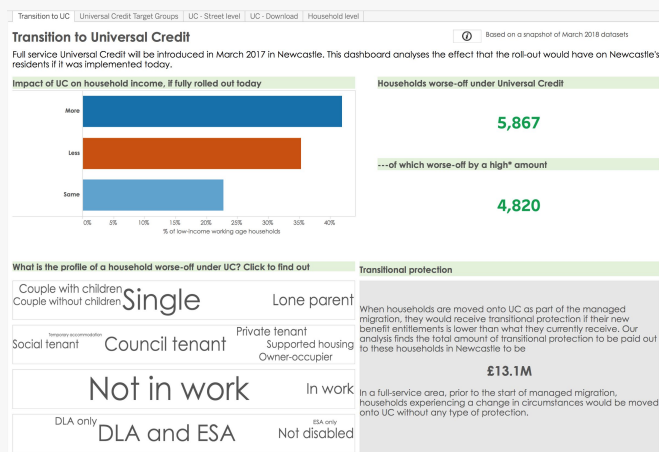 Transition to UC
Universal Credit Target Groups
UC - Street level
UC - Download
Household level
Transition to Universal Credit
Based on a snapshot of March 2018 datasets
Full service Universal Credit will be introduced in March 2017 in Newcastle. This dashboard analyses the effect that the roll-out would have on Newcastle's
residents if it was implemented today.
Impact of UC on household income, if fully rolled out today
More
Less
Same
0% 5% 10% 15% 20% 25% 30% 35% 40%
% of low-income working age households
Households worse-off under Universal Credit
5,867
---of which worse-off by a high* amount
4,820
What is the profile of a household worse-off under UC? Click to find out
Couple with children
Couple without children
Single
Lone parent
Temporary accommodation
Social tenant
Council tenant
Private tenant
Supported housing
Owner-occupier
Not in work
In work
DLA only
DLA and ESA
ESA only
Not disabled
Transitional protection
When households are moved onto UC as part of the managed
migration, they would receive transitional protection if their new
benefit entitlements is lower than what they currently receive. Our
analysis finds the total amount of transitional protection to be paid out
to these households in Newcastle to be
£13.1M
In a full-service area, prior to the start of managed migration,
households experiencing a change in circumstances would be moved
onto UC without any type of protection.